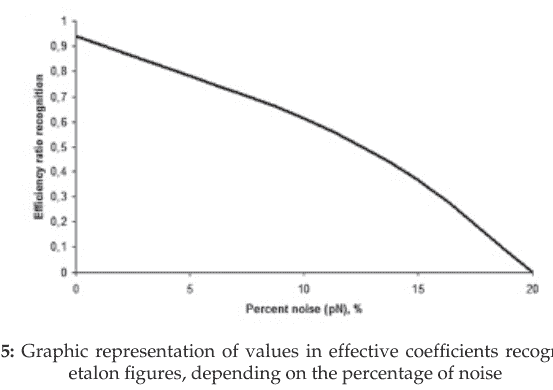 1
0,9
0,8
0,7
0,6
0,5
0,4
0,3
0,2
0,1
0
Efficiency ratio recognition
0 5 10 15 20
Percent noise (pN), %
5: Graphic representation of values in effective coefficients recogn
etalon figures, depending on the percentage of noise